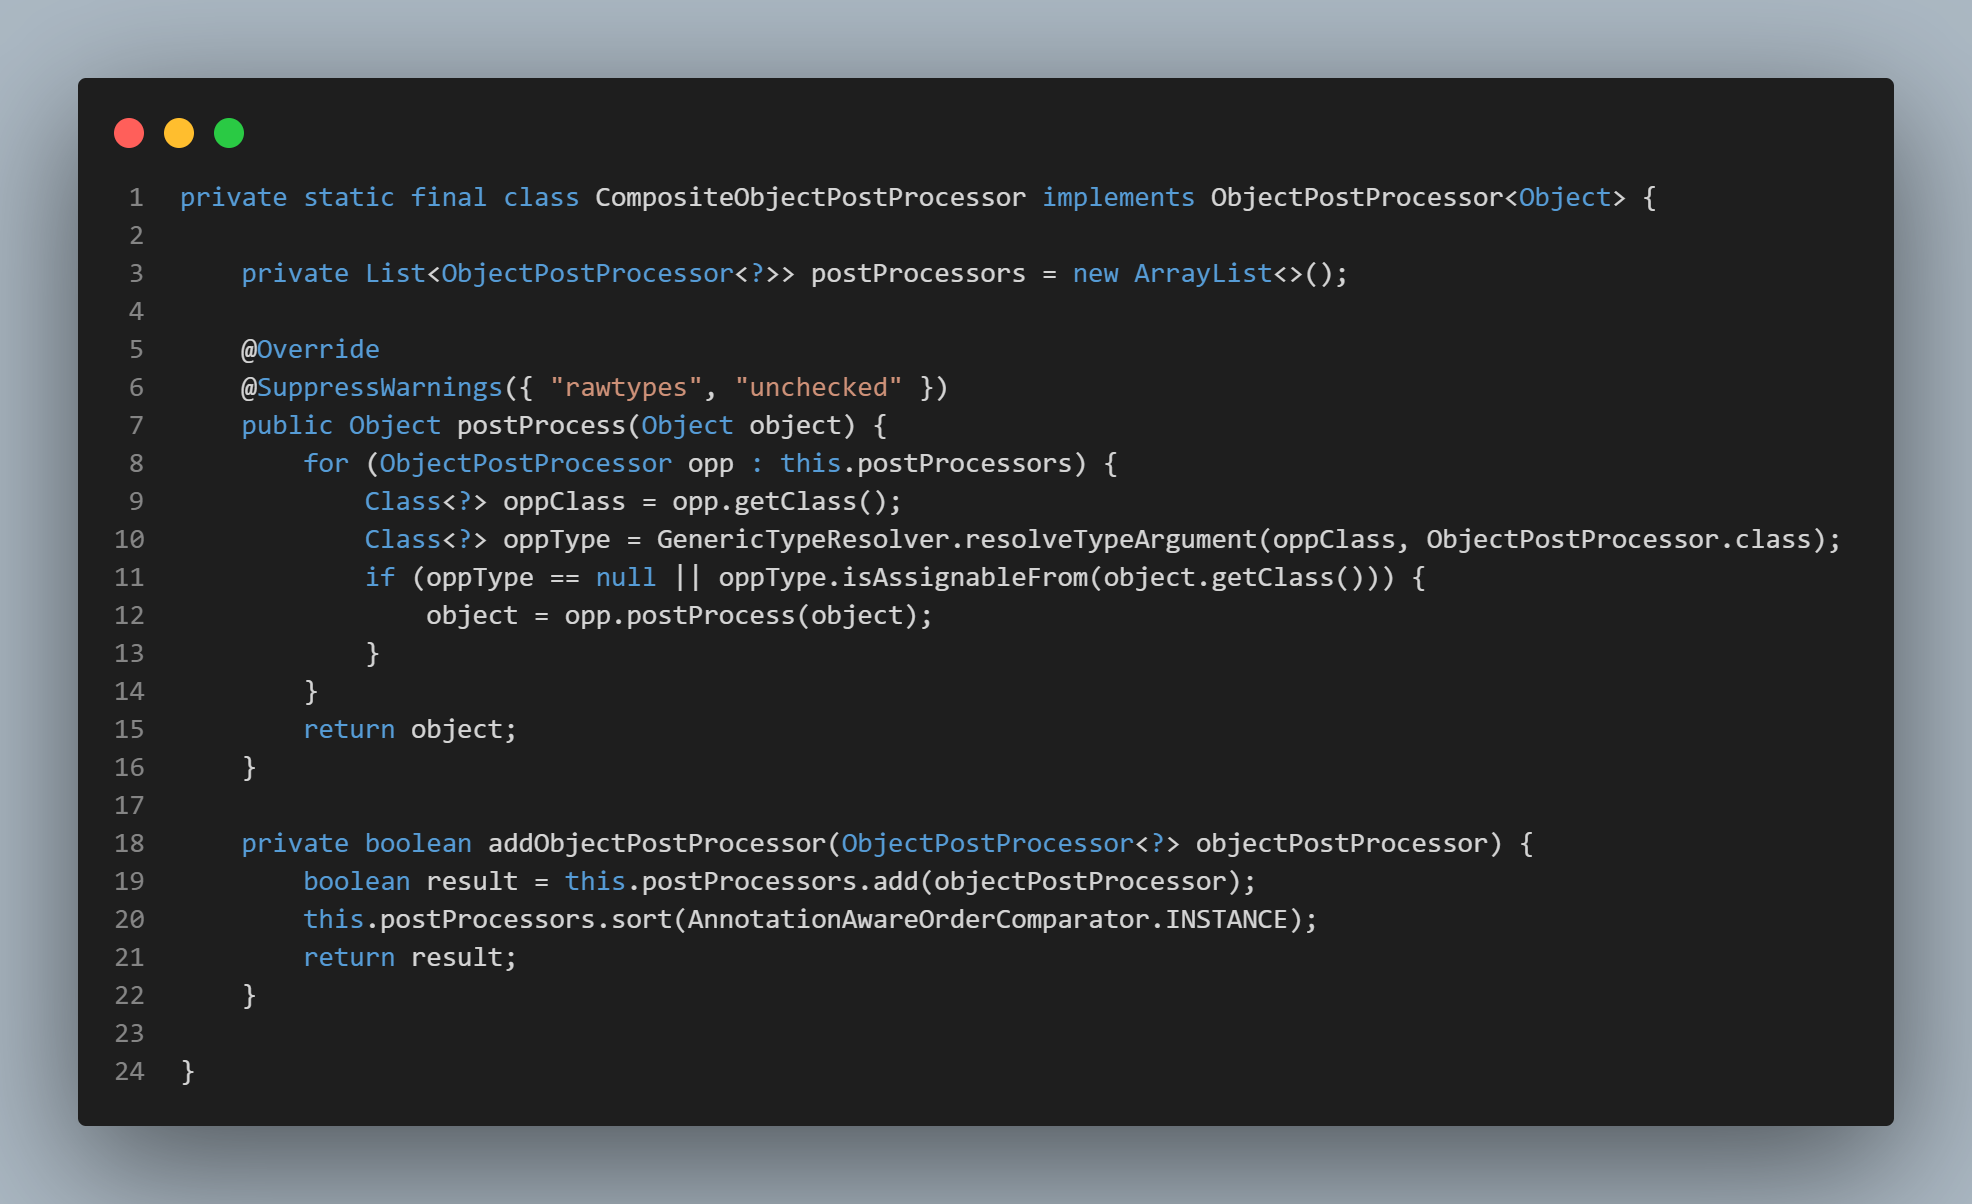 1 private static final class CompositeObjectPostProcessor implements ObjectPostProcessor<Object> {
2
3     private List<ObjectPostProcessor<?>> postProcessors = new ArrayList<>();
4
5     @Override
6     @SuppressWarnings({ "rawtypes", "unchecked" })
7     public Object postProcess(Object object) {
8         for (ObjectPostProcessor opp : this.postProcessors) {
9             Class<?> oppClass = opp.getClass();
10             Class<?> oppType = GenericTypeResolver.resolveTypeArgument(oppClass, ObjectPostProcessor.class);
11             if (oppType == null || oppType.isAssignableFrom(object.getClass())) {
12                 object = opp.postProcess(object);
13             }
14         }
15         return object;
16     }
17
18     private boolean addObjectPostProcessor(ObjectPostProcessor<?> objectPostProcessor) {
19         boolean result = this.postProcessors.add(objectPostProcessor);
20         this.postProcessors.sort(AnnotationAwareOrderComparator.INSTANCE);
21         return result;
22     }
23
24 }